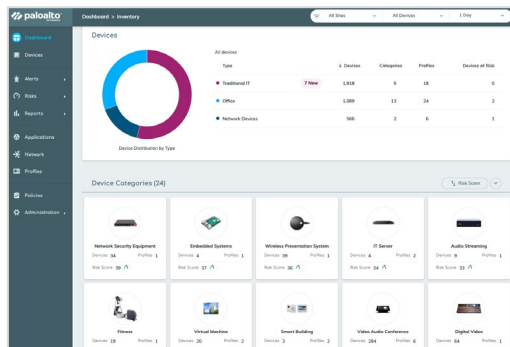 paloalto
Dashboard > Inventory
All Sites
All Devices
1 Day
Dashboard
Devices
Alerts
Risks
Reports
Applications
Network
Profiles
Policies
Administration
Devices
All devices
Type ↓ Devices Categories Profiles Devices at Risk
Traditional IT 7 New 1,818 5 18 0
Office 1,089 13 24 2
Network Devices 566 2 6 1
Device Distribution by Type
Device Categories (24)
Risk Score
Network Security Equipment
Devices 34 Profiles 1
Risk Score 39
Embedded Systems
Devices 4 Profiles 1
Risk Score 37
Wireless Presentation System
Devices 39 Profiles 1
Risk Score 36
IT Server
Devices 4 Profiles 2
Risk Score 34
Audio Streaming
Devices 9 Profiles 1
Risk Score 33
Fitness
Devices 19 Profiles 1
Virtual Machine
Devices 20 Profiles 2
Smart Building
Devices 3 Profiles 2
Video Audio Conference
Devices 284 Profiles 6
Digital Video
Devices 64 Profiles 1